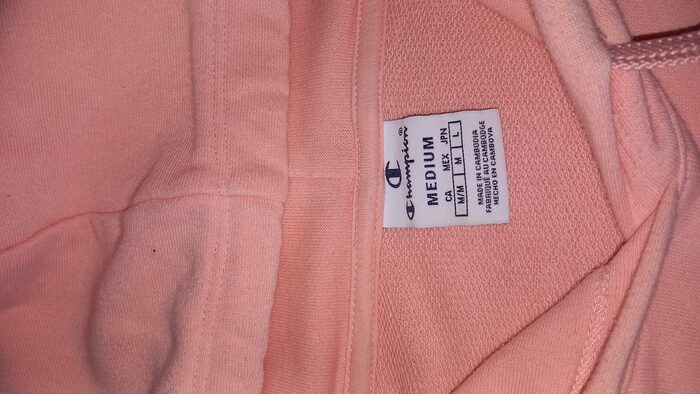 Champion®
MEDIUM
CA MEX JPN
M/M M L
MADE IN CAMBODIA
FABRIQUÉ AU CAMBODGE
HECHO EN CAMBOYA